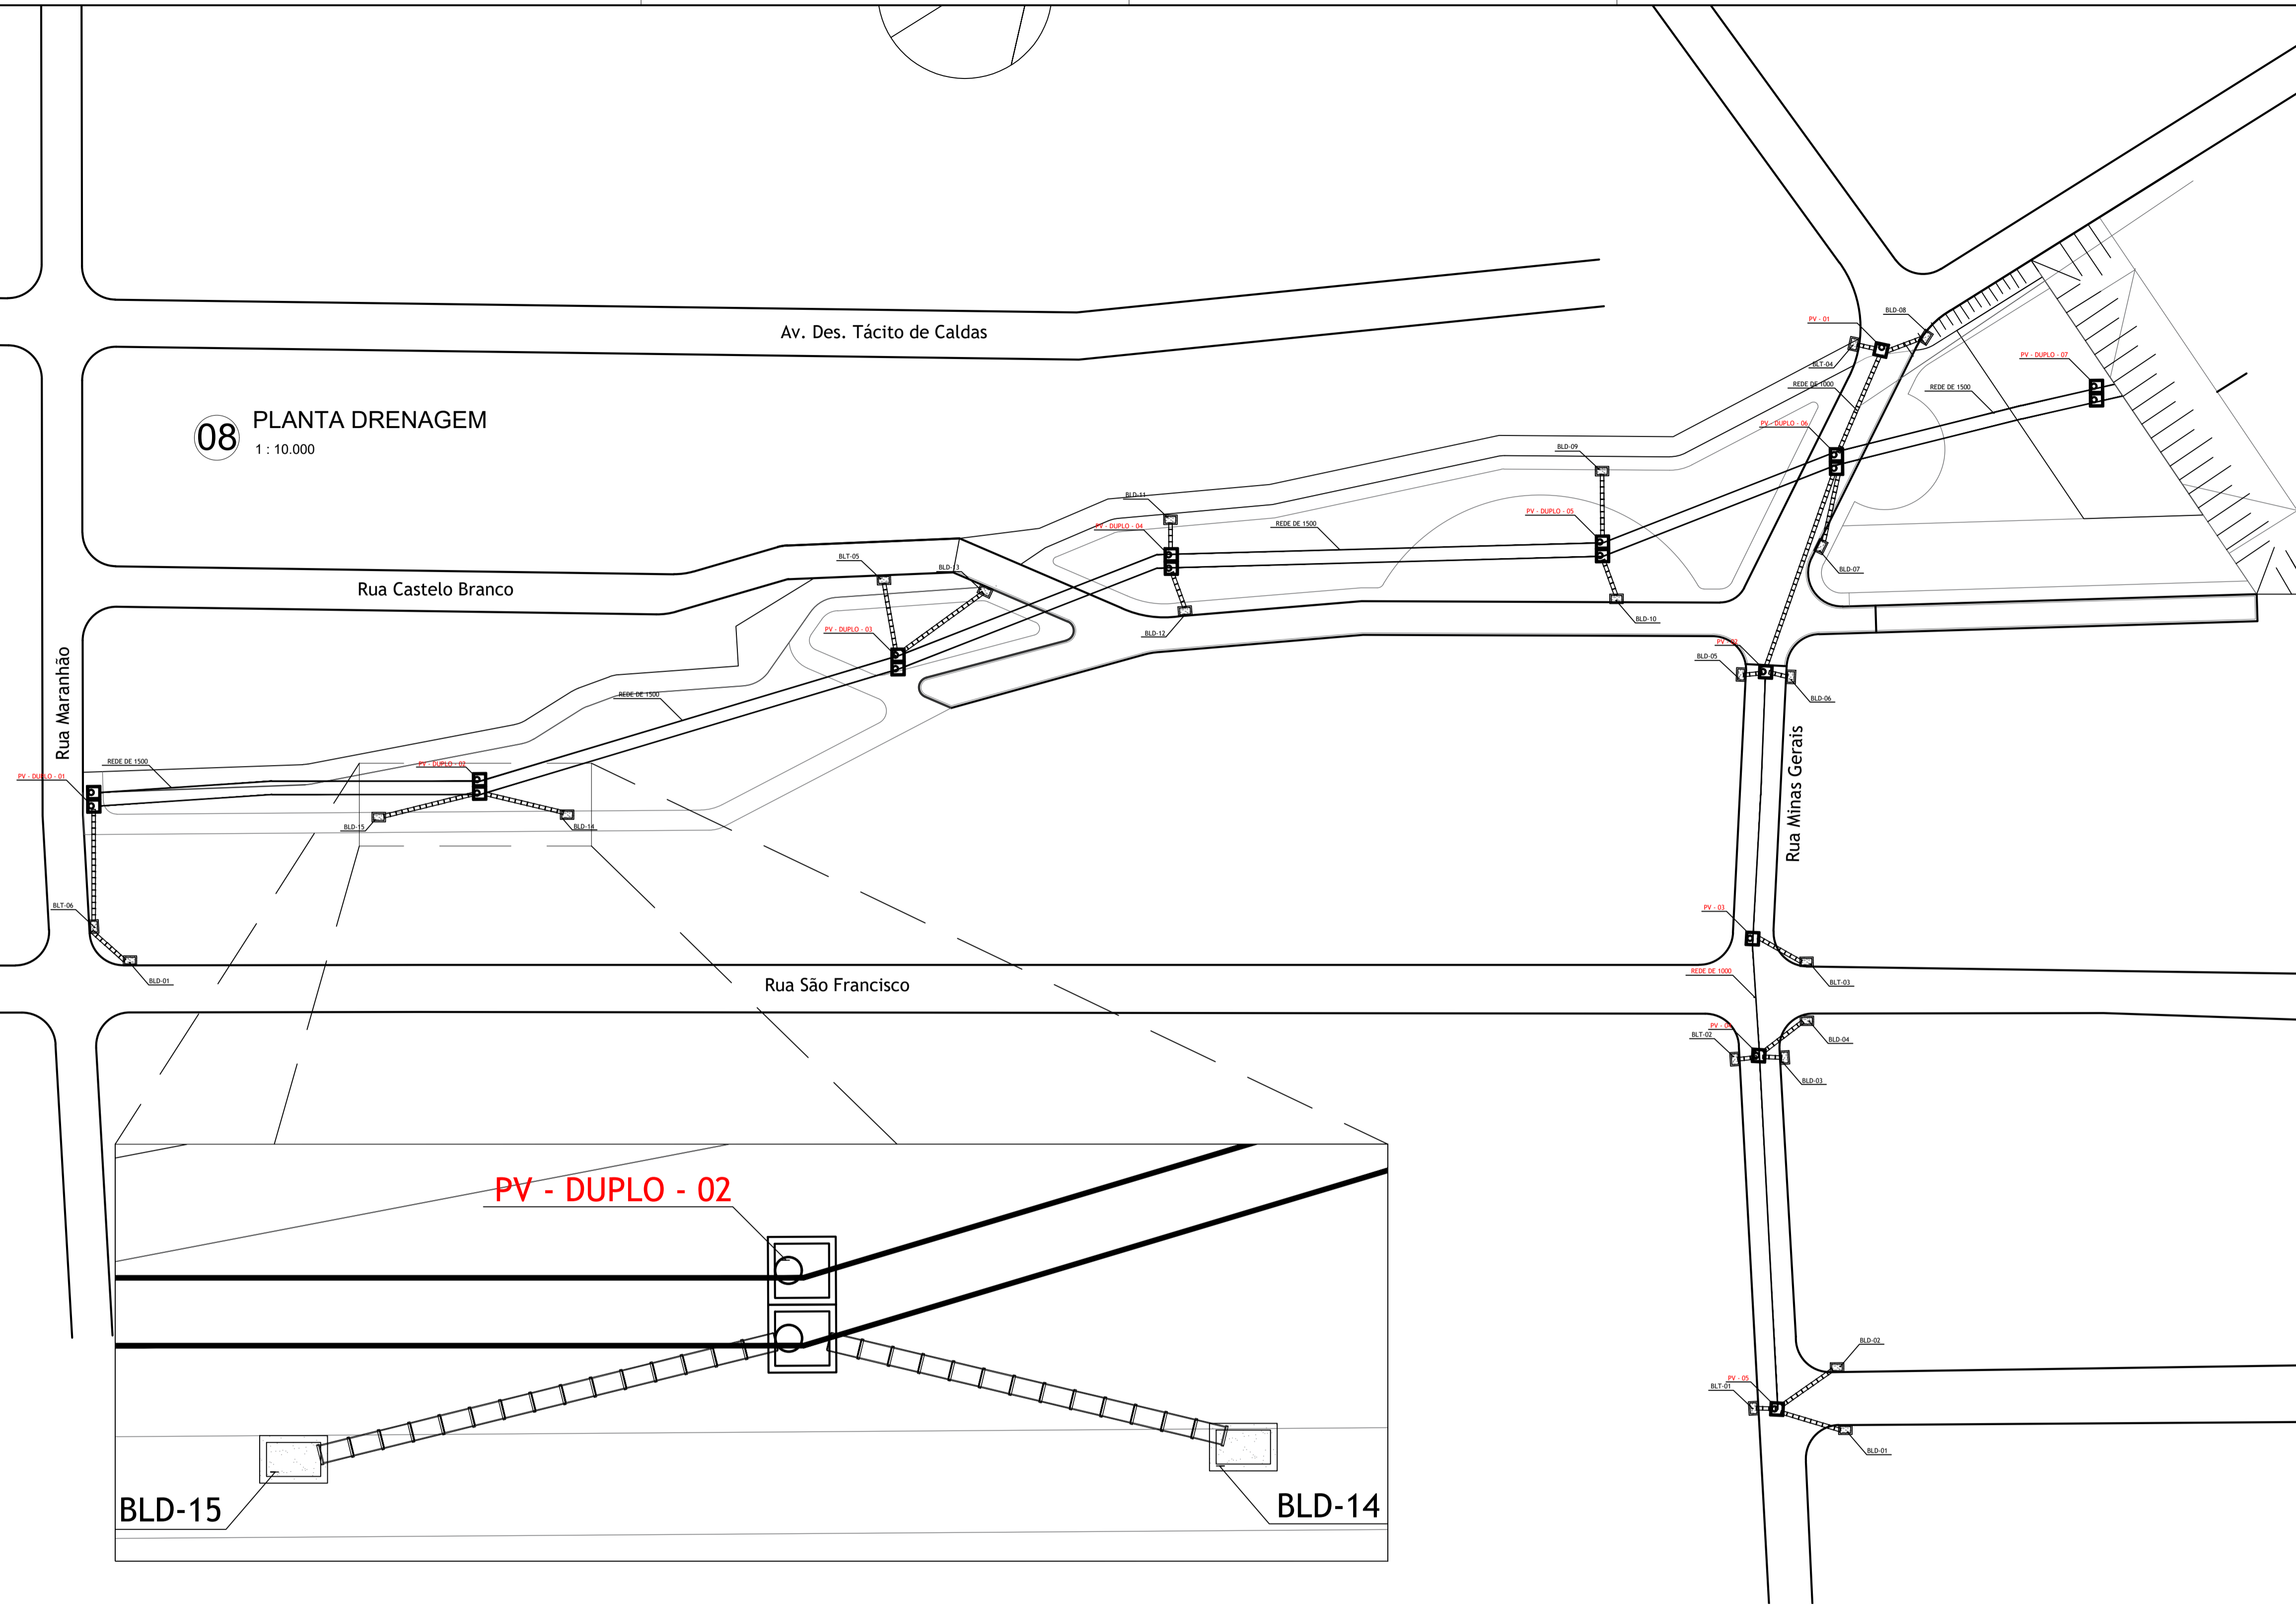 Av. Des. Tácito de Caldas
PV - 01
BLD-08
BLT-04
PV - DUPLO - 07
REDE DE 1000
REDE DE 1500
08
PLANTA DRENAGEM
1 : 10.000
PV - DUPLO - 06
BLD-09
BLD-11
PV - DUPLO - 04
REDE DE 1500
PV - DUPLO - 05
BLT-05
BLD-13
BLD-07
Rua Castelo Branco
PV - DUPLO - 03
BLD-12
BLD-10
PV - 02
BLD-05
BLD-06
Rua Maranhão
REDE DE 1500
REDE DE 1500
PV - DUPLO - 01
PV - DUPLO - 02
BLD-15
BLD-14
Rua Minas Gerais
BLT-06
PV - 03
BLD-01
Rua São Francisco
REDE DE 1000
BLT-03
BLT-02
BLD-04
BLD-03
PV - DUPLO - 02
BLD-15
BLD-14
BLD-02
PV - 05
BLT-01
BLD-01